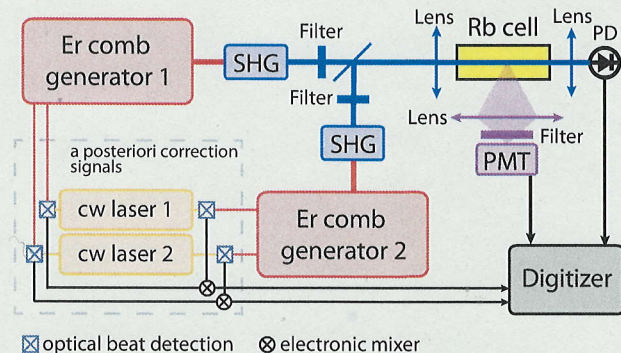 Er comb
generator 1
SHG
Filter
Lens
Rb cell
Lens
PD
Filter
SHG
Lens
Filter
PMT
a posteriori correction
signals
cw laser 1
cw laser 2
Er comb
generator 2
Digitizer
optical beat detection
electronic mixer